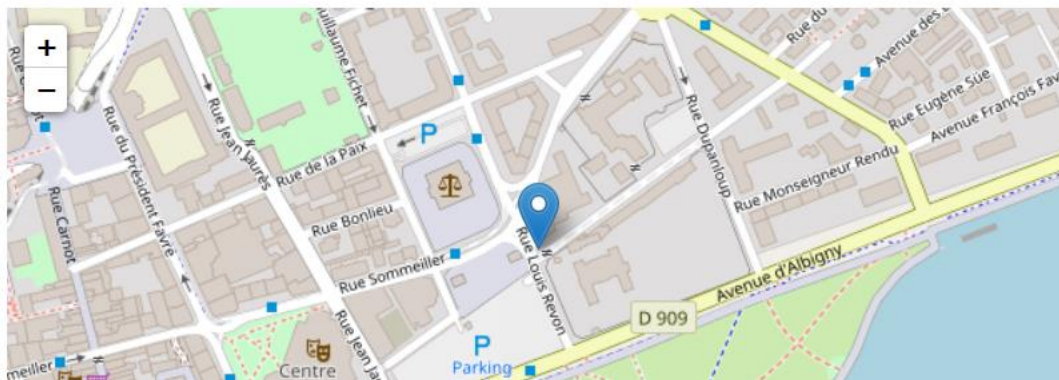 +
−
Rue Carnot
Rue du Président Favre
Rue Jean Jaurès
uillaume Fichet
Rue de la Paix
P
Rue Bonlieu
Rue Sommeiller
Rue Louis Revon
Rue Dupanloup
Rue du
Avenue des
Rue Eugène Süe
Avenue François Fav
Rue Monseigneur Rendu
Avenue d'Albigny
D 909
P
Parking
Rue Jean Ja
Centre
meiller